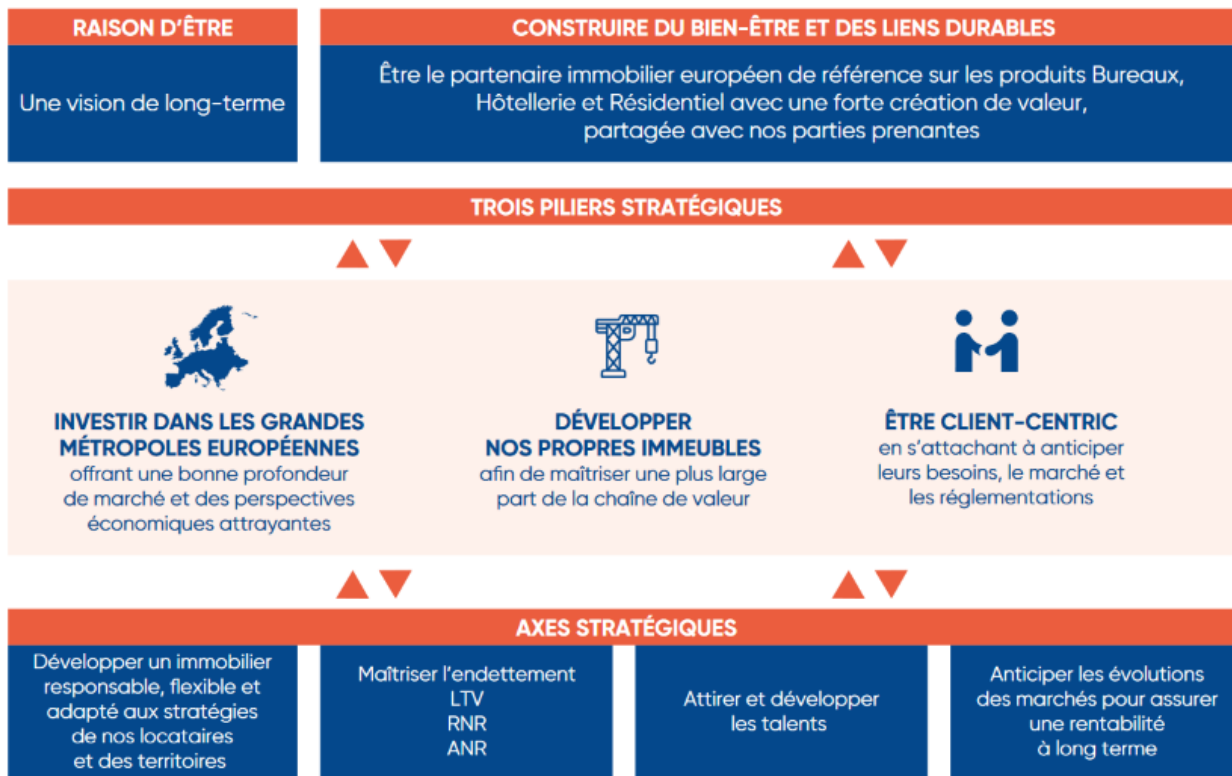 RAISON D’ÊTRE
Une vision de long-terme
CONSTRUIRE DU BIEN-ÊTRE ET DES LIENS DURABLES
Être le partenaire immobilier européen de référence sur les produits Bureaux,
Hôtellerie et Résidentiel avec une forte création de valeur,
partagée avec nos parties prenantes
TROIS PILIERS STRATÉGIQUES
INVESTIR DANS LES GRANDES
MÉTROPOLES EUROPÉENNES
offrant une bonne profondeur
de marché et des perspectives
économiques attrayantes
DÉVELOPPER
NOS PROPRES IMMEUBLES
afin de maîtriser une plus large
part de la chaîne de valeur
ÊTRE CLIENT-CENTRIC
en s’attachant à anticiper
leurs besoins, le marché et
les réglementations
AXES STRATÉGIQUES
Développer un immobilier
responsable, flexible et
adapté aux stratégies
de nos locataires
et des territoires
Maîtriser l’endettement
LTV
RNR
ANR
Attirer et développer
les talents
Anticiper les évolutions
des marchés pour assurer
une rentabilité
à long terme